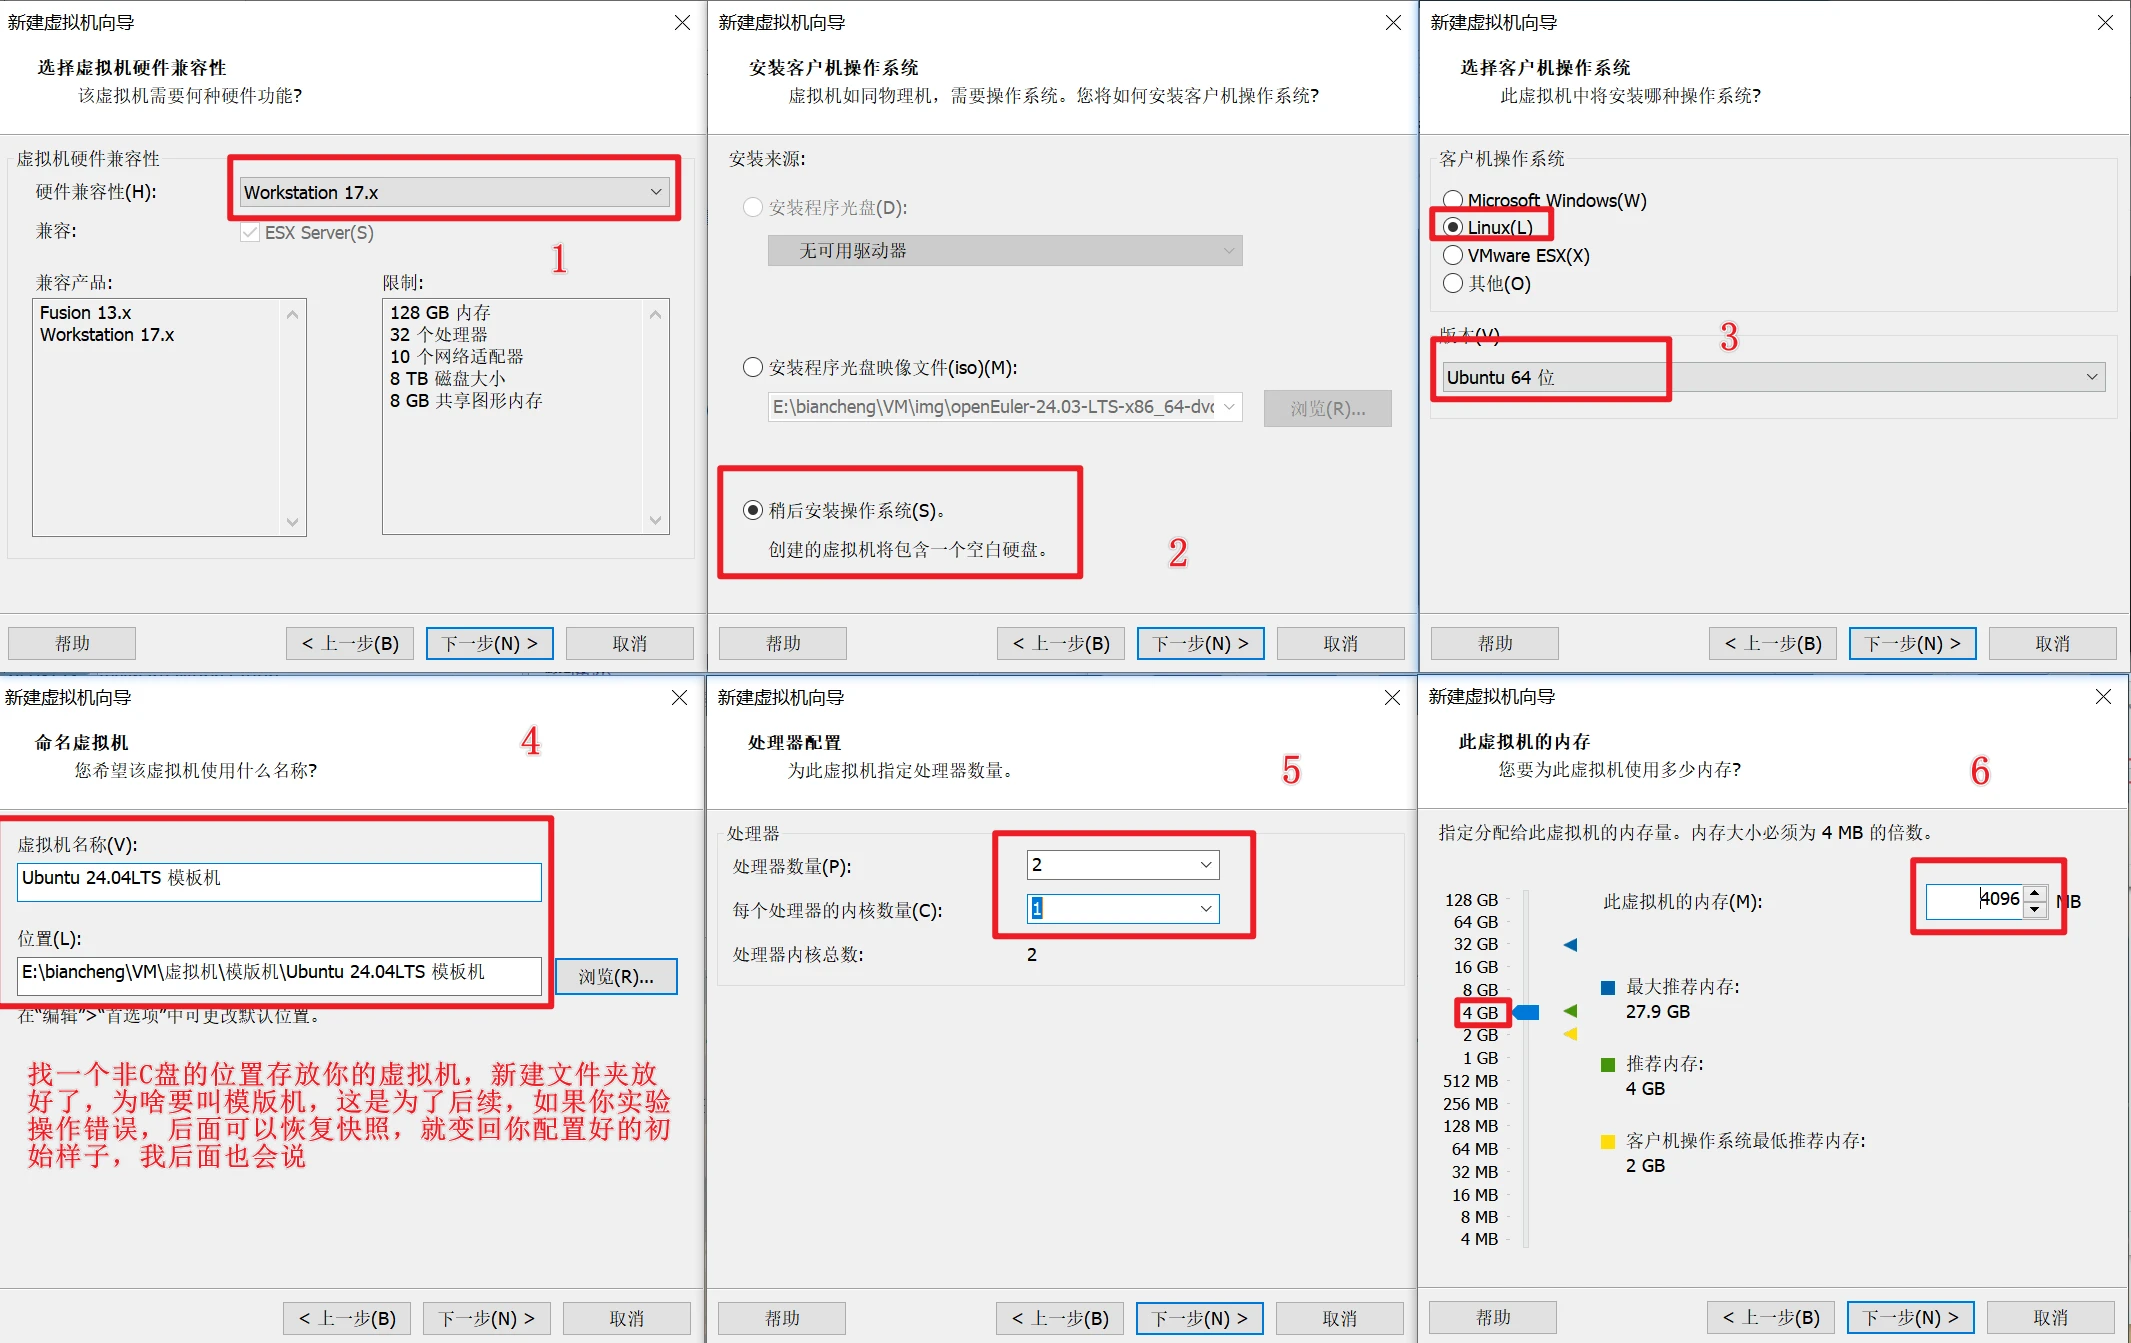 新建虚拟机向导
选择虚拟机硬件兼容性
该虚拟机需要何种硬件功能?
虚拟机硬件兼容性
硬件兼容性(H):
Workstation 17.x
兼容:
ESX Server(S)
1
兼容产品:
限制:
Fusion 13.x
Workstation 17.x
128 GB 内存
32 个处理器
10 个网络适配器
8 TB 磁盘大小
8 GB 共享图形内存
帮助
< 上一步(B)
下一步(N) >
取消
新建虚拟机向导
安装客户机操作系统
虚拟机如同物理机，需要操作系统。您将如何安装客户机操作系统?
安装来源:
安装程序光盘(D):
无可用驱动器
安装程序光盘映像文件(iso)(M):
E:\biancheng\VM\img\openEuler-24.03-LTS-x86_64-dvd
浏览(R)...
稍后安装操作系统(S)。
创建的虚拟机将包含一个空白硬盘。
2
帮助
< 上一步(B)
下一步(N) >
取消
新建虚拟机向导
选择客户机操作系统
此虚拟机中将安装哪种操作系统?
客户机操作系统
Microsoft Windows(W)
Linux(L)
VMware ESX(X)
其他(O)
版本(V)
3
Ubuntu 64 位
帮助
< 上一步(B)
下一步(N) >
取消
新建虚拟机向导
命名虚拟机
您希望该虚拟机使用什么名称?
4
虚拟机名称(V):
Ubuntu 24.04LTS 模板机
位置(L):
E:\biancheng\VM\虚拟机\模版机\Ubuntu 24.04LTS 模板机
浏览(R)...
在“编辑”>“首选项”中可更改默认位置。
找一个非C盘的位置存放你的虚拟机，新建文件夹放
好了，为啥要叫模版机，这是为了后续，如果你实验
操作错误，后面可以恢复快照，就变回你配置好的初
始样子，我后面也会说
< 上一步(B)
下一步(N) >
取消
新建虚拟机向导
处理器配置
为此虚拟机指定处理器数量。
5
处理器
处理器数量(P):
2
每个处理器的内核数量(C):
1
处理器内核总数:
2
帮助
< 上一步(B)
下一步(N) >
取消
新建虚拟机向导
此虚拟机的内存
您要为此虚拟机使用多少内存?
6
指定分配给此虚拟机的内存量。内存大小必须为 4 MB 的倍数。
此虚拟机的内存(M):
4096
MB
128 GB
64 GB
32 GB
16 GB
8 GB
4 GB
2 GB
1 GB
512 MB
256 MB
128 MB
64 MB
32 MB
16 MB
8 MB
4 MB
最大推荐内存:
27.9 GB
推荐内存:
4 GB
客户机操作系统最低推荐内存:
2 GB
帮助
< 上一步(B)
下一步(N) >
取消